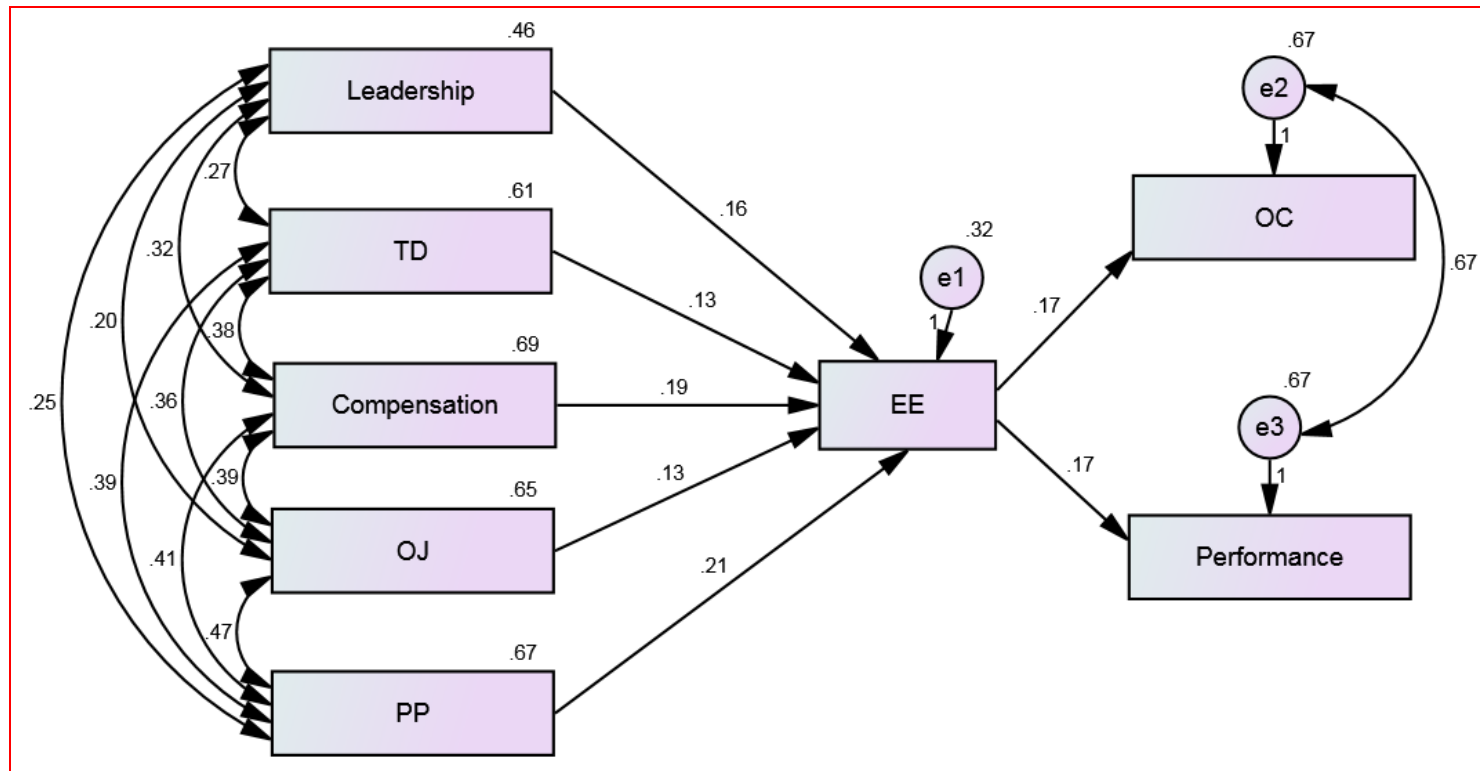 .46
Leadership
.67
e2
1
OC
.27
.61
TD
.16
.32
e1
1
.32
.13
.17
.67
.20
.38
.69
Compensation
.19
EE
.67
e3
1
.25
.36
.39
.65
OJ
.13
.17
Performance
.39
.41
.47
.67
PP
.21